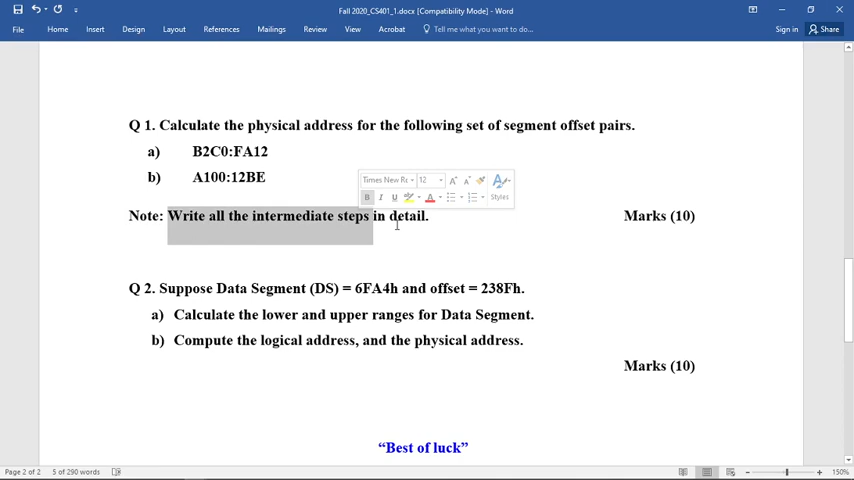 Fall 2020_CS401_1.docx [Compatibility Mode] - Word
File Home Insert Design Layout References Mailings Review View Acrobat Tell me what you want to do... Sign in Share
Q 1. Calculate the physical address for the following set of segment offset pairs.
a) B2C0:FA12
b) A100:12BE
Times New Ro 12
B I U Styles
Note: Write all the intermediate steps in detail. Marks (10)
Q 2. Suppose Data Segment (DS) = 6FA4h and offset = 238Fh.
a) Calculate the lower and upper ranges for Data Segment.
b) Compute the logical address, and the physical address.
Marks (10)
“Best of luck”
Page 2 of 2 5 of 290 words 150%